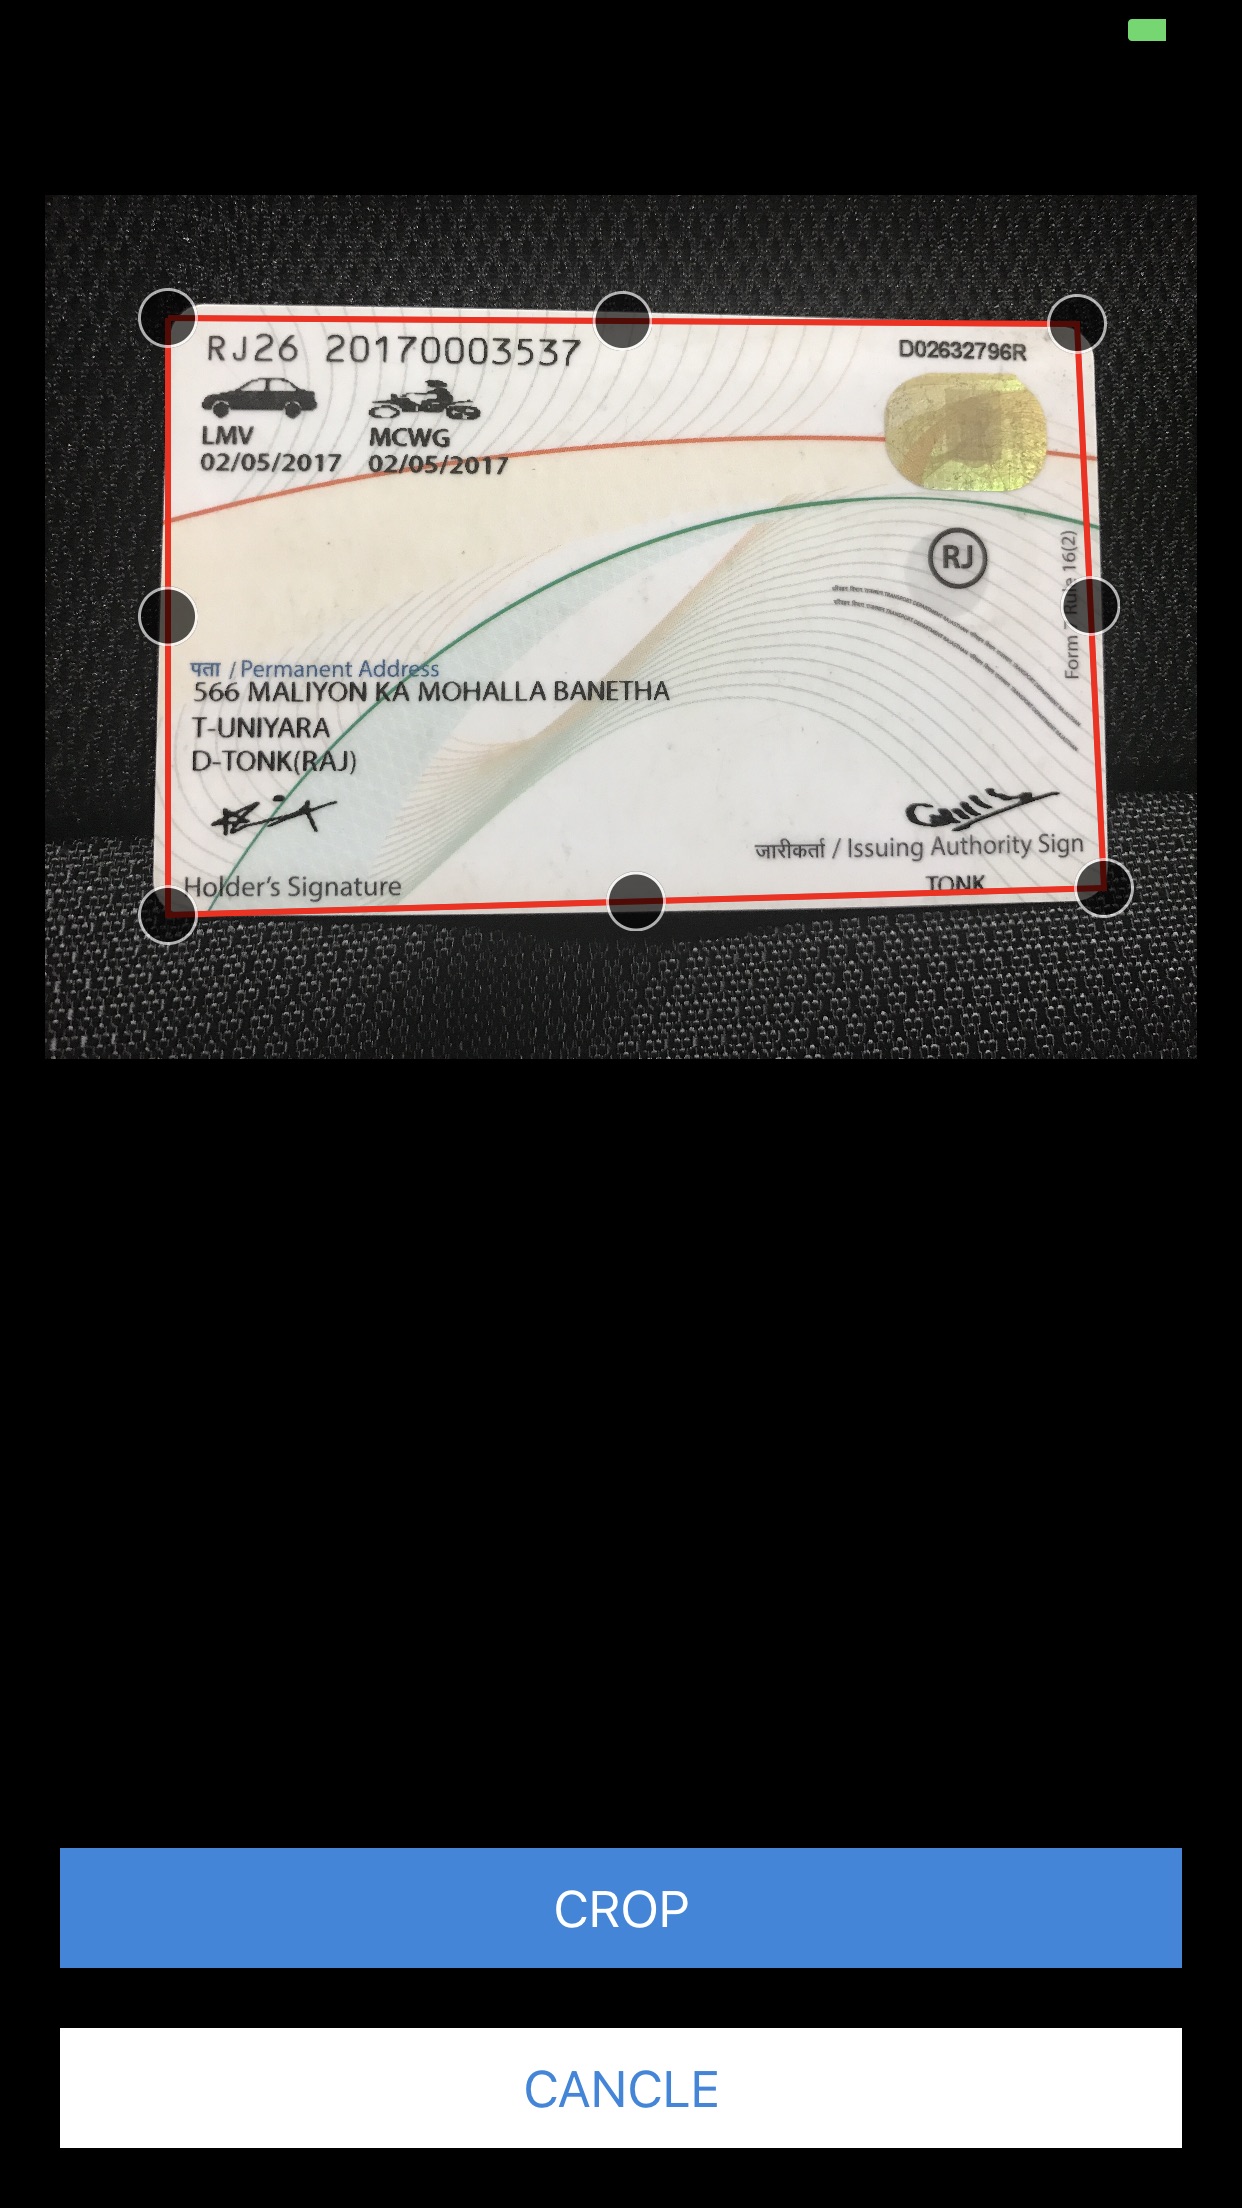 RJ26 20170003537
D02632796R
LMV
MCWG
02/05/2017
02/05/2017
RJ
Form – Rule 16(2)
पता / Permanent Address
566 MALIYON KA MOHALLA BANETHA
T-UNIYARA
D-TONK(RAJ)
जारीकर्ता / Issuing Authority Sign
Holder's Signature
TONK
CROP
CANCLE